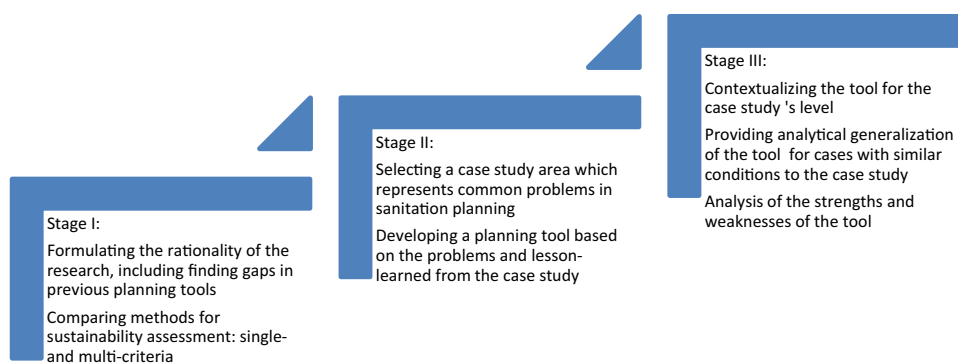 Stage I:
Formulating the rationality of the
research, including finding gaps in
previous planning tools
Comparing methods for
sustainability assessment: single-
and multi-criteria
Stage II:
Selecting a case study area which
represents common problems in
sanitation planning
Developing a planning tool based
on the problems and lesson-
learned from the case study
Stage III:
Contextualizing the tool for the
case study 's level
Providing analytical generalization
of the tool for cases with similar
conditions to the case study
Analysis of the strengths and
weaknesses of the tool